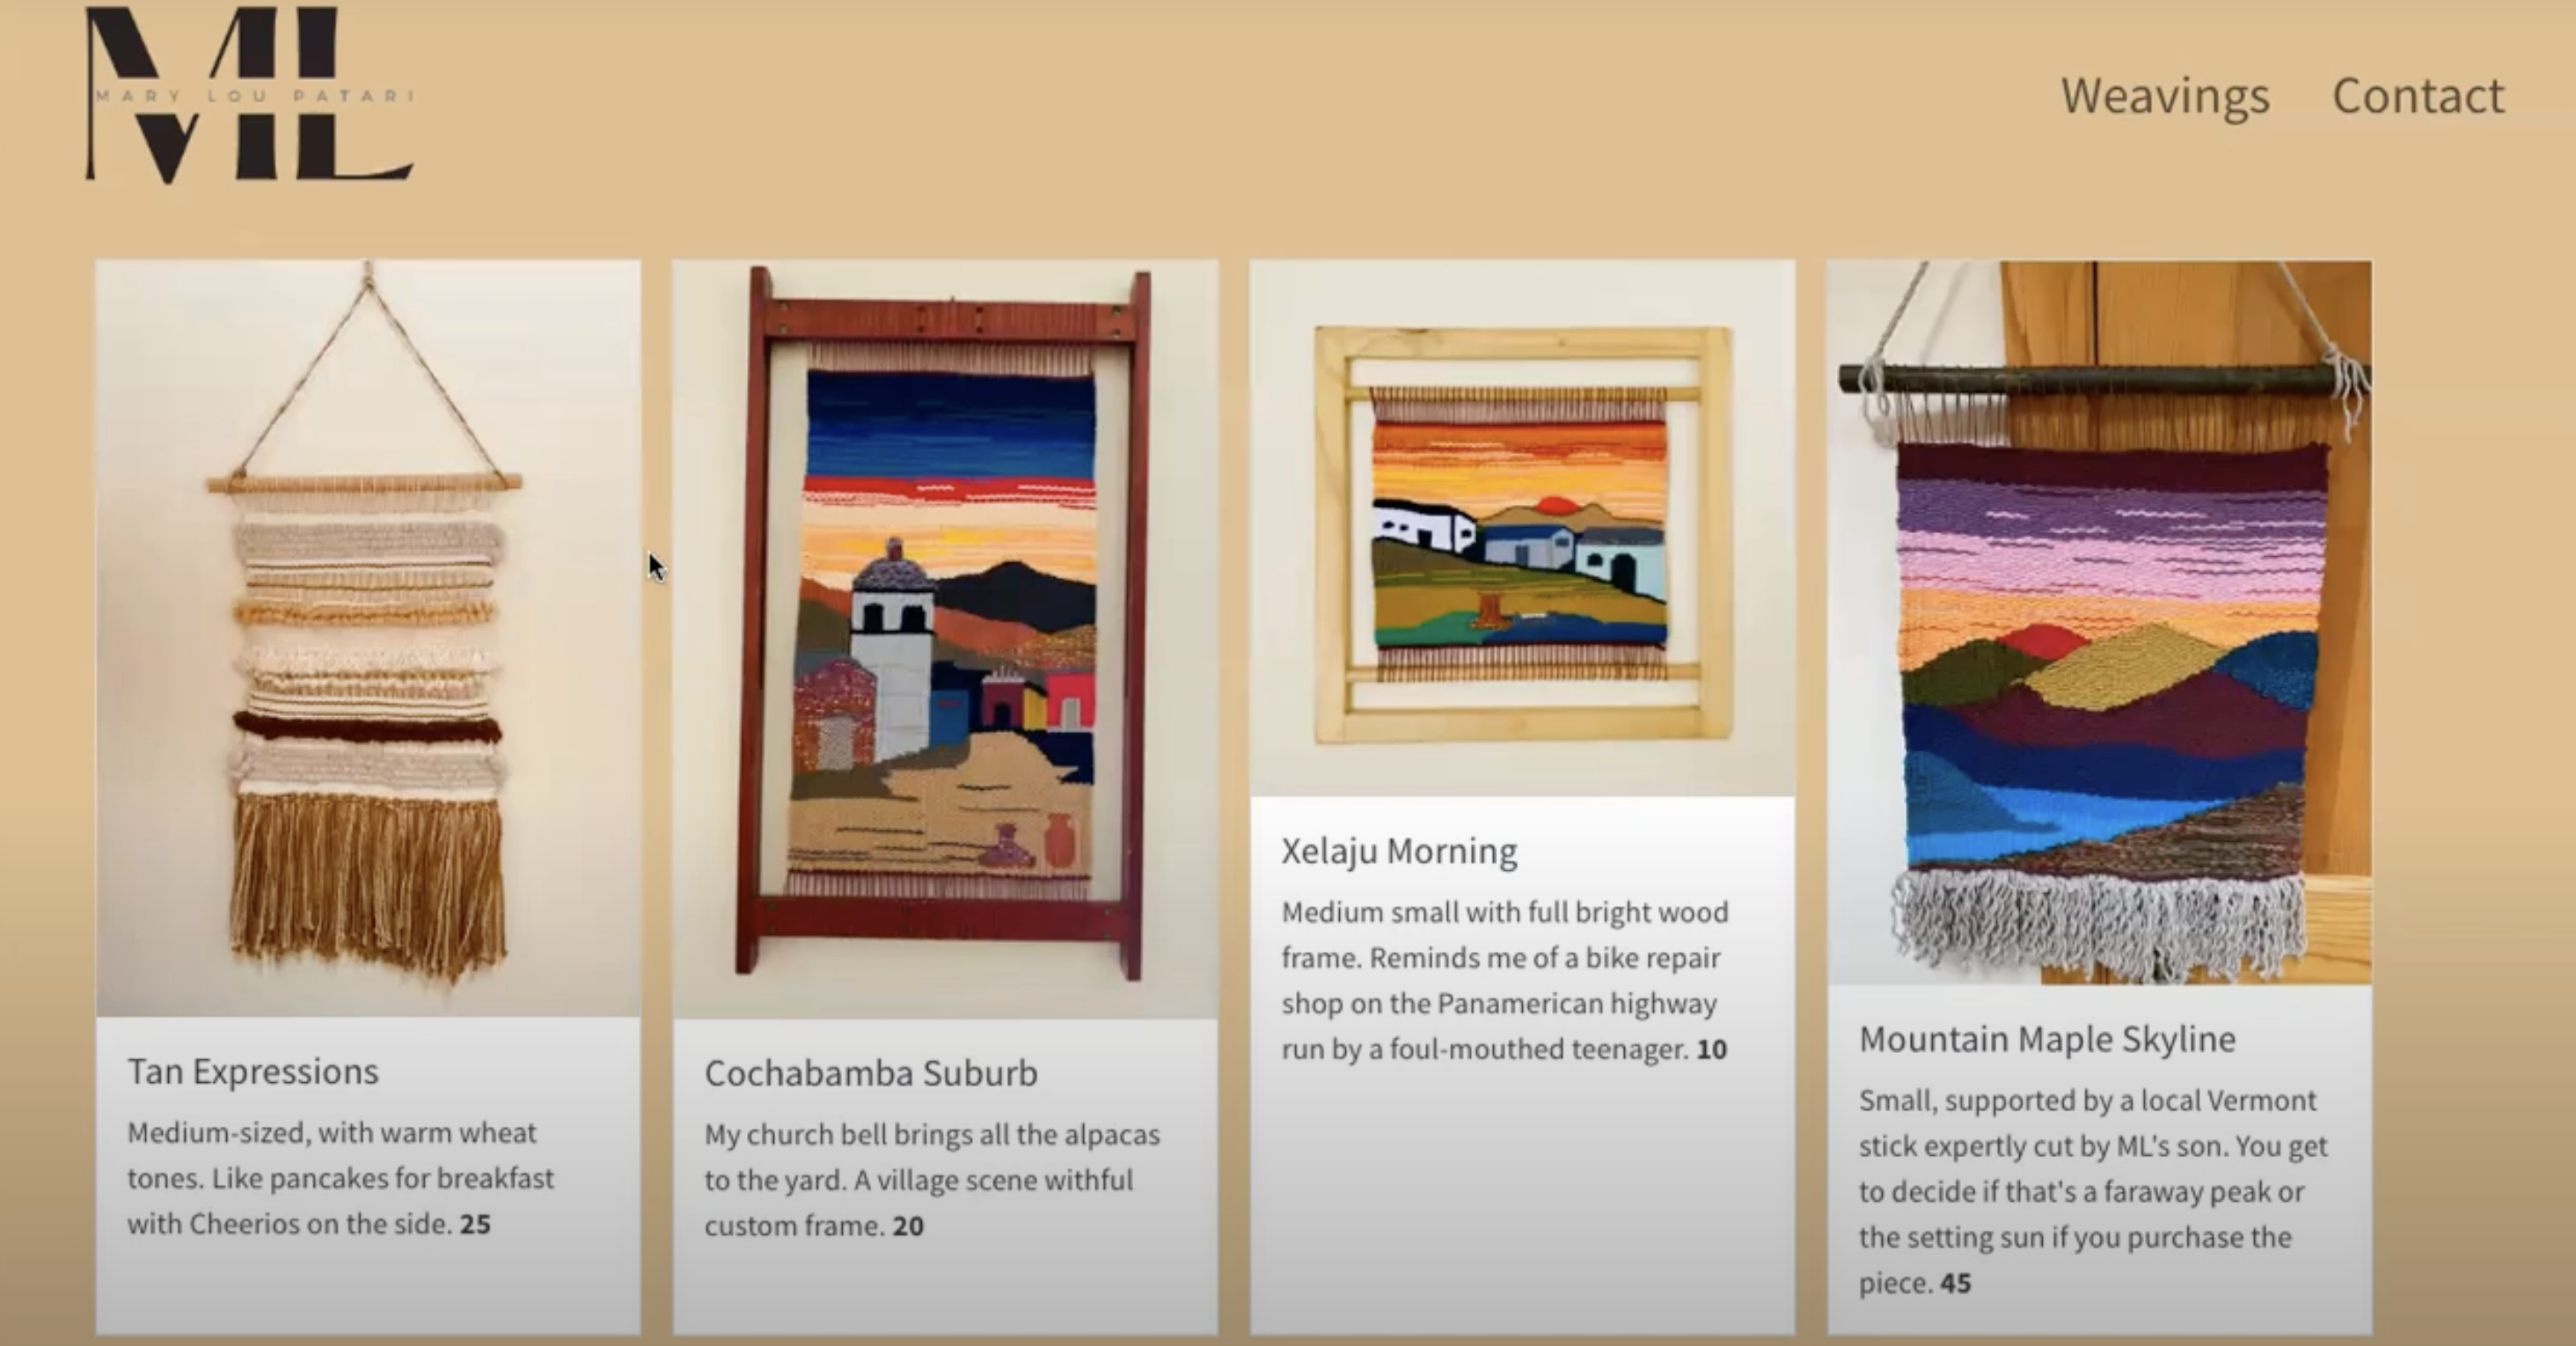 ML
MARY LOU PATARI
Weavings
Contact
Tan Expressions
Medium-sized, with warm wheat
tones. Like pancakes for breakfast
with Cheerios on the side. 25
Cochabamba Suburb
My church bell brings all the alpacas
to the yard. A village scene withful
custom frame. 20
Xelaju Morning
Medium small with full bright wood
frame. Reminds me of a bike repair
shop on the Panamerican highway
run by a foul-mouthed teenager. 10
Mountain Maple Skyline
Small, supported by a local Vermont
stick expertly cut by ML's son. You get
to decide if that's a faraway peak or
the setting sun if you purchase the
piece. 45